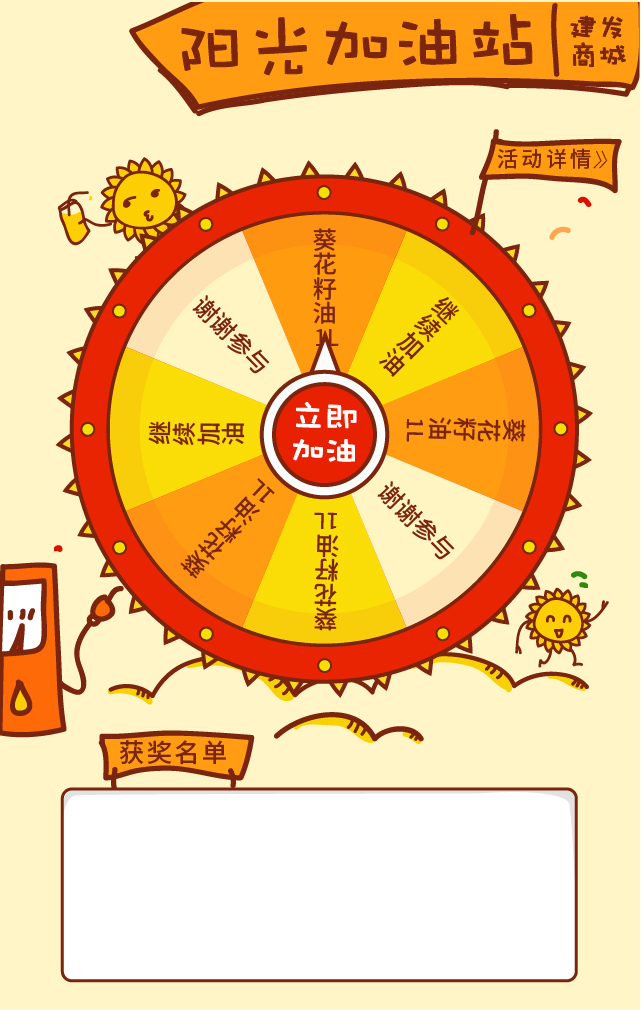 阳光加油站
建发
商城
活动详情》
葵花籽油1L
继续加油
葵花籽油1L
谢谢参与
葵花籽油1L
葵花籽油1L
继续加油
谢谢参与
立即
加油
获奖名单